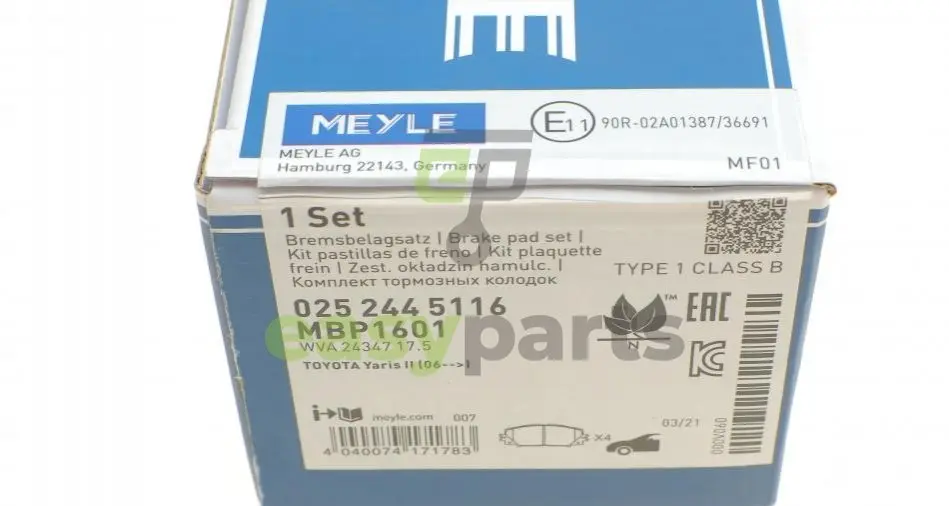 MEYLE
E11 90R-02A01387/36691
MEYLE AG
Hamburg 22143, Germany
MF01
1 Set
Bremsbelagsatz | Brake pad set |
Kit pastillas de freno | Kit plaquette
frein | Zest. okładzin hamulc. |
Комплект тормозных колодок
TYPE 1 CLASS B
025 244 5116
MBP1601
WVA 24347 17.5
TOYOTA Yaris II (06-->)
N
TM
EAC
easyparts
meyle.com 007
03/21
X4
4 040074 171783